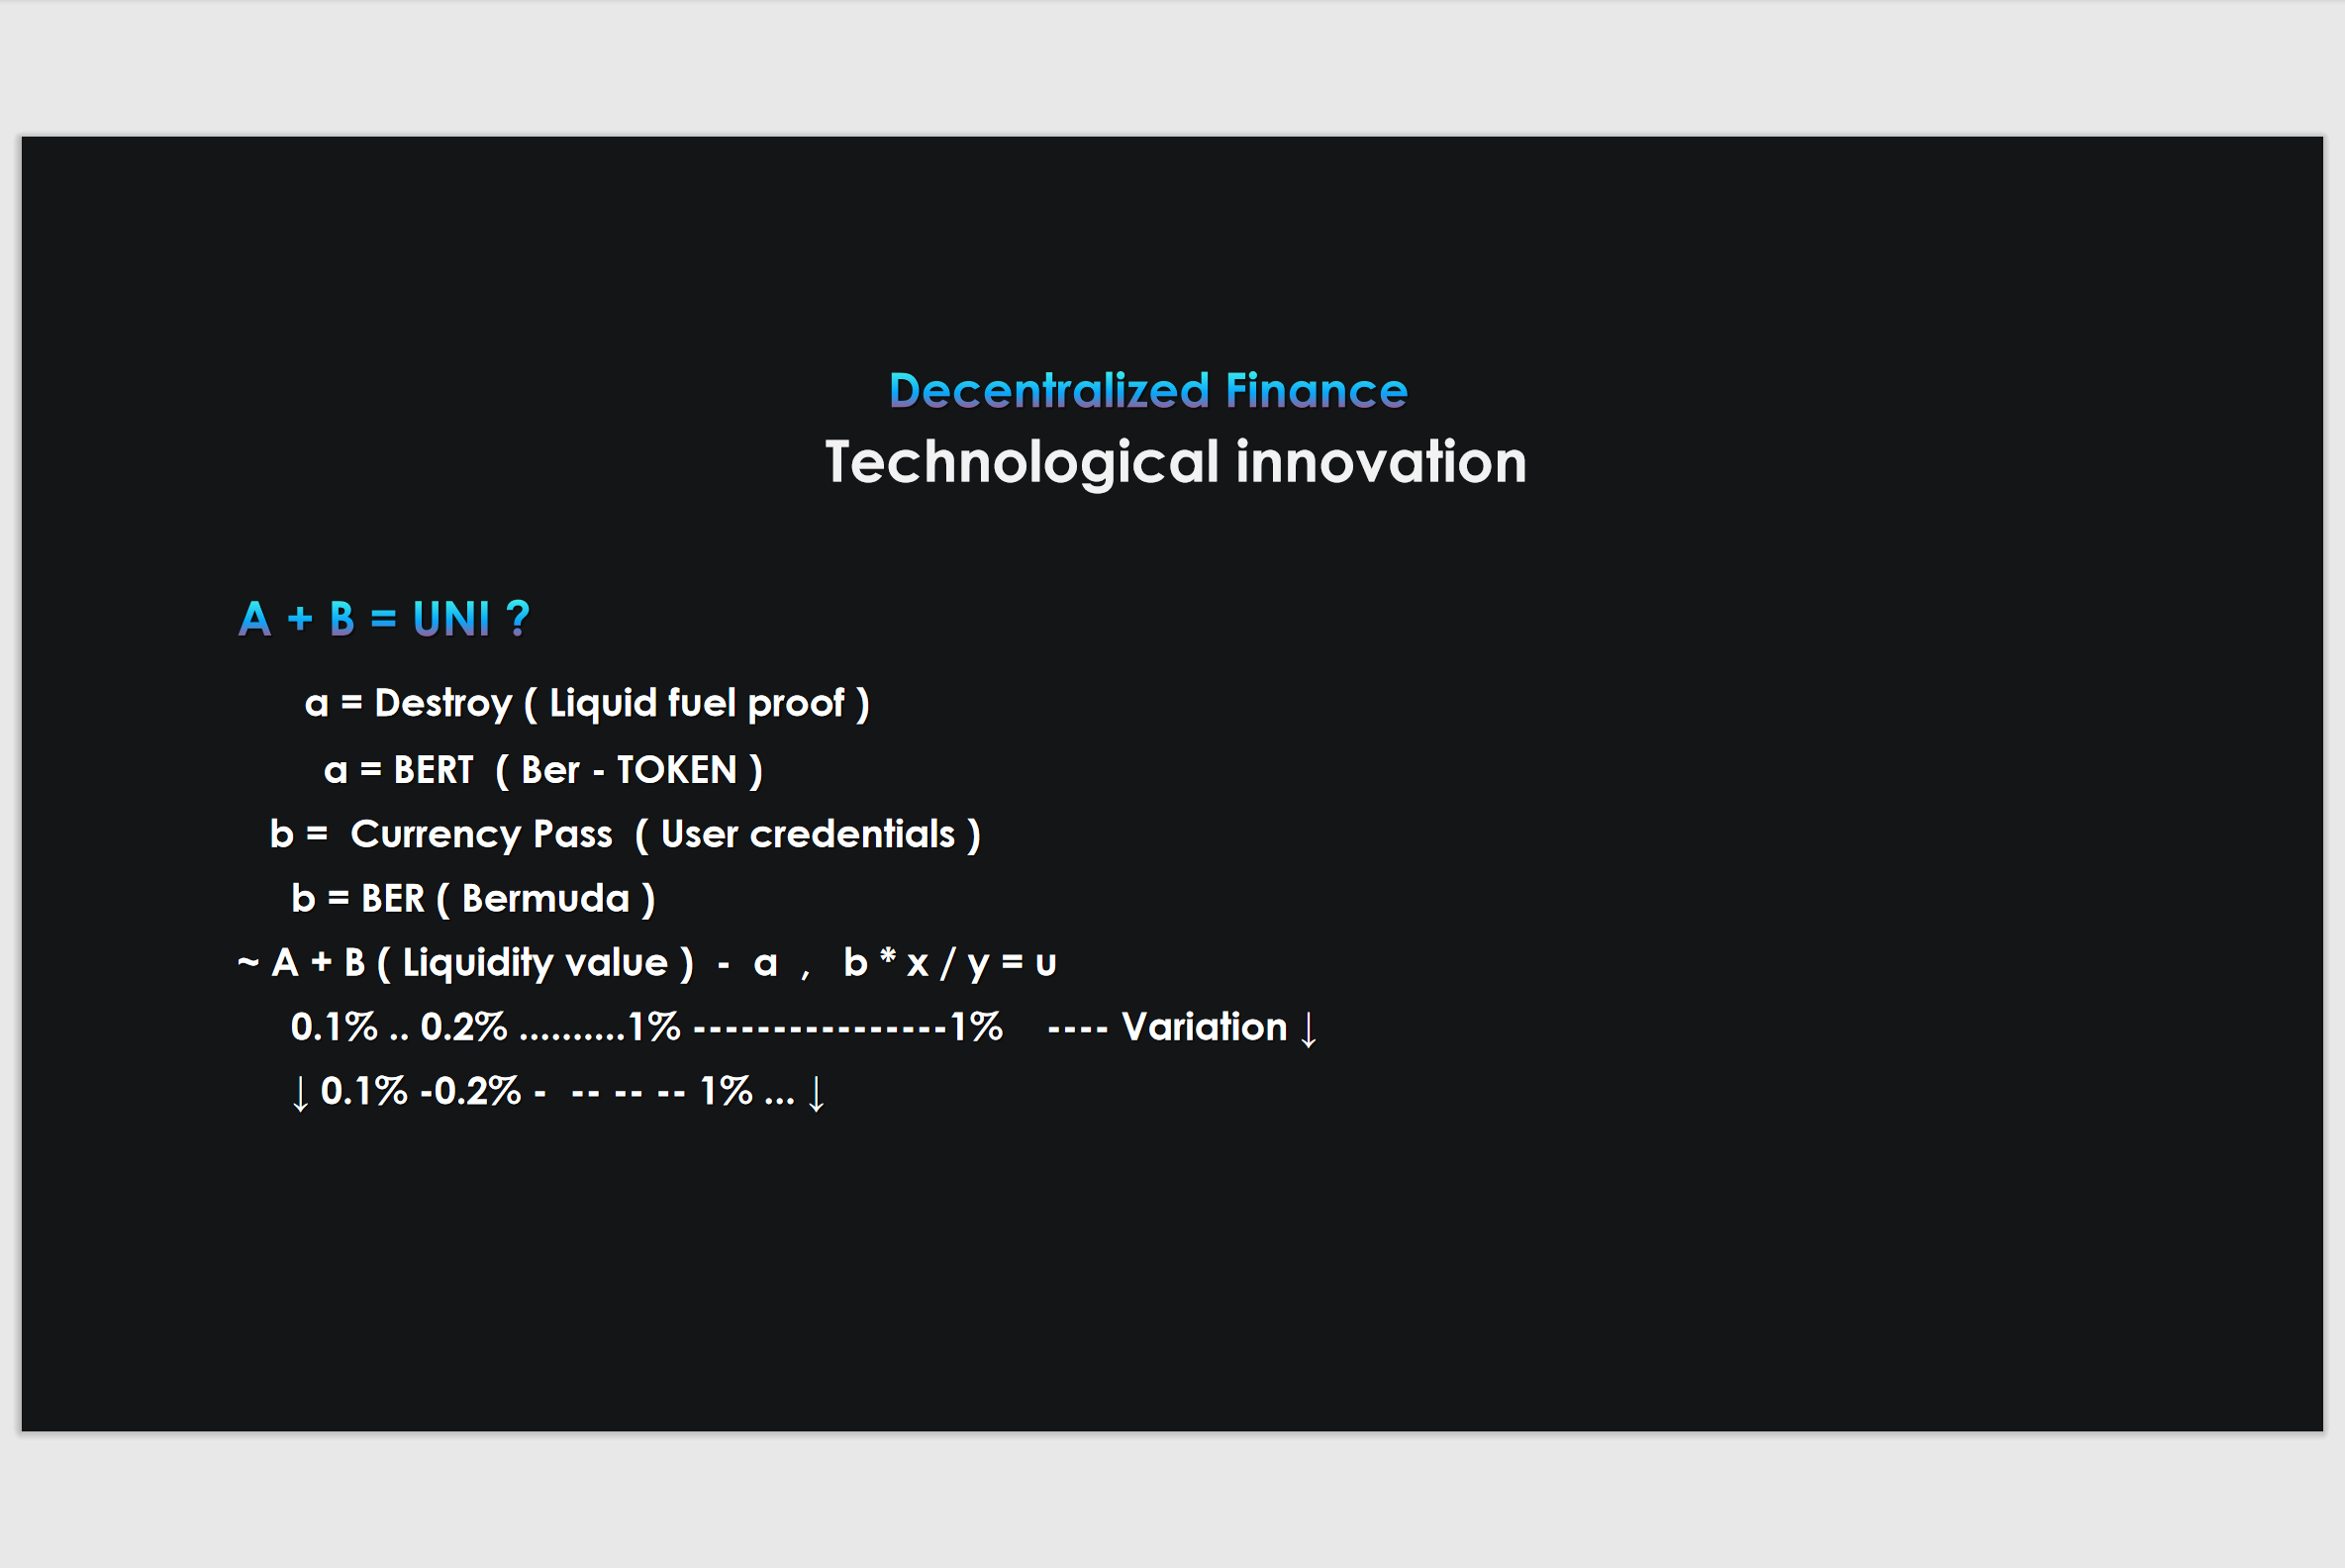 Decentralized Finance
Technological innovation
A + B = UNI ?
a = Destroy ( Liquid fuel proof )
a = BERT ( Ber - TOKEN )
b = Currency Pass ( User credentials )
b = BER ( Bermuda )
~ A + B ( Liquidity value ) - a , b * x / y = u
0.1% .. 0.2% ..........1% ----------------1% ---- Variation ↓
↓ 0.1% -0.2% - -- -- -- 1% ... ↓